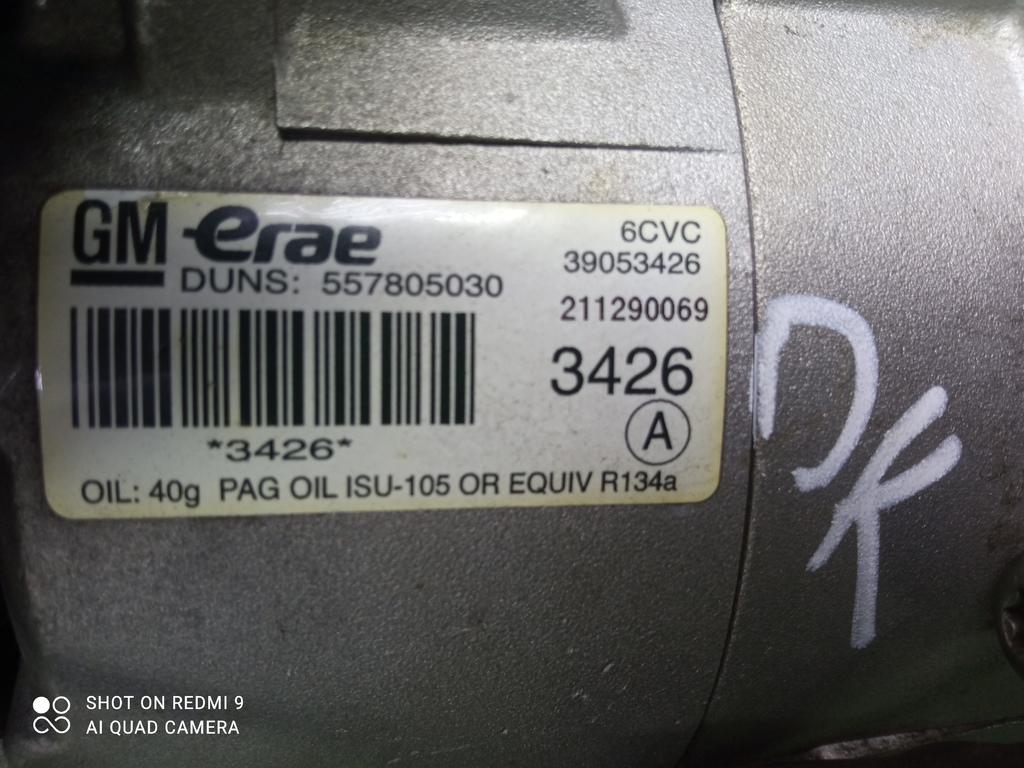 GM erae
DUNS: 557805030
6CVC
39053426
211290069
3426
A
*3426*
OIL: 40g PAG OIL ISU-105 OR EQUIV R134a
SHOT ON REDMI 9
AI QUAD CAMERA